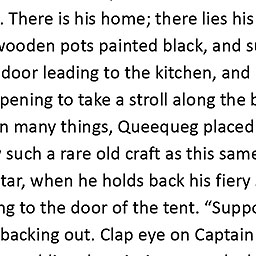 . There is his home; there lies his
wooden pots painted black, and su
door leading to the kitchen, and
pening to take a stroll along the b
n many things, Queequeg placed
such a rare old craft as this same
tar, when he holds back his fiery
ng to the door of the tent. “Suppo
backing out. Clap eye on Captain